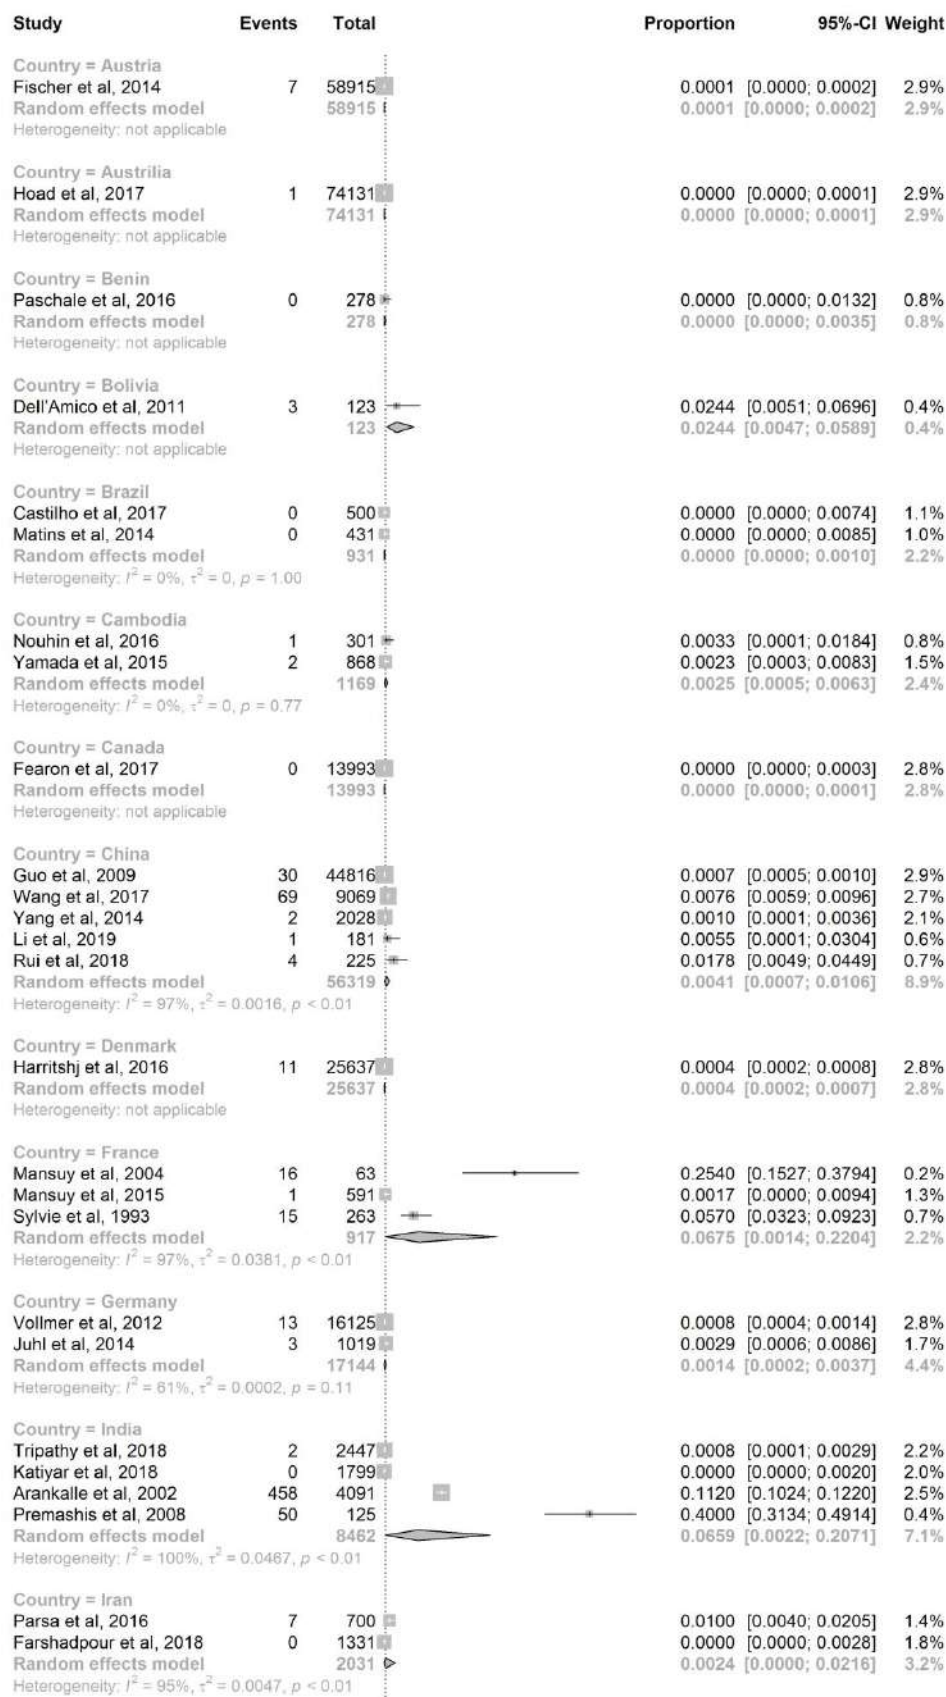 Study Events Total Proportion 95%-CI Weight
Country = Austria
Fischer et al, 2014 7 58915 0.0001 [0.0000; 0.0002] 2.9%
Random effects model 58915 0.0001 [0.0000; 0.0002] 2.9%
Heterogeneity: not applicable
Country = Austrilia
Hoad et al, 2017 1 74131 0.0000 [0.0000; 0.0001] 2.9%
Random effects model 74131 0.0000 [0.0000; 0.0001] 2.9%
Heterogeneity: not applicable
Country = Benin
Paschale et al, 2016 0 278 0.0000 [0.0000; 0.0132] 0.8%
Random effects model 278 0.0000 [0.0000; 0.0035] 0.8%
Heterogeneity: not applicable
Country = Bolivia
Dell'Amico et al, 2011 3 123 0.0244 [0.0051; 0.0696] 0.4%
Random effects model 123 0.0244 [0.0047; 0.0589] 0.4%
Heterogeneity: not applicable
Country = Brazil
Castilho et al, 2017 0 500 0.0000 [0.0000; 0.0074] 1.1%
Matins et al, 2014 0 431 0.0000 [0.0000; 0.0085] 1.0%
Random effects model 931 0.0000 [0.0000; 0.0010] 2.2%
Heterogeneity: I² = 0%, τ² = 0, p = 1.00
Country = Cambodia
Nouhin et al, 2016 1 301 0.0033 [0.0001; 0.0184] 0.8%
Yamada et al, 2015 2 868 0.0023 [0.0003; 0.0083] 1.5%
Random effects model 1169 0.0025 [0.0005; 0.0063] 2.4%
Heterogeneity: I² = 0%, τ² = 0, p = 0.77
Country = Canada
Fearon et al, 2017 0 13993 0.0000 [0.0000; 0.0003] 2.8%
Random effects model 13993 0.0000 [0.0000; 0.0001] 2.8%
Heterogeneity: not applicable
Country = China
Guo et al, 2009 30 44816 0.0007 [0.0005; 0.0010] 2.9%
Wang et al, 2017 69 9069 0.0076 [0.0059; 0.0096] 2.7%
Yang et al, 2014 2 2028 0.0010 [0.0001; 0.0036] 2.1%
Li et al, 2019 1 181 0.0055 [0.0001; 0.0304] 0.6%
Rui et al, 2018 4 225 0.0178 [0.0049; 0.0449] 0.7%
Random effects model 56319 0.0041 [0.0007; 0.0106] 8.9%
Heterogeneity: I² = 97%, τ² = 0.0016, p < 0.01
Country = Denmark
Harritshj et al, 2016 11 25637 0.0004 [0.0002; 0.0008] 2.8%
Random effects model 25637 0.0004 [0.0002; 0.0007] 2.8%
Heterogeneity: not applicable
Country = France
Mansuy et al, 2004 16 63 0.2540 [0.1527; 0.3794] 0.2%
Mansuy et al, 2015 1 591 0.0017 [0.0000; 0.0094] 1.3%
Sylvie et al, 1993 15 263 0.0570 [0.0323; 0.0923] 0.7%
Random effects model 917 0.0675 [0.0014; 0.2204] 2.2%
Heterogeneity: I² = 97%, τ² = 0.0381, p < 0.01
Country = Germany
Vollmer et al, 2012 13 16125 0.0008 [0.0004; 0.0014] 2.8%
Juhl et al, 2014 3 1019 0.0029 [0.0006; 0.0086] 1.7%
Random effects model 17144 0.0014 [0.0002; 0.0037] 4.4%
Heterogeneity: I² = 61%, τ² = 0.0002, p = 0.11
Country = India
Tripathy et al, 2018 2 2447 0.0008 [0.0001; 0.0029] 2.2%
Katiyar et al, 2018 0 1799 0.0000 [0.0000; 0.0020] 2.0%
Arankalle et al, 2002 458 4091 0.1120 [0.1024; 0.1220] 2.5%
Premashis et al, 2008 50 125 0.4000 [0.3134; 0.4914] 0.4%
Random effects model 8462 0.0659 [0.0022; 0.2071] 7.1%
Heterogeneity: I² = 100%, τ² = 0.0467, p < 0.01
Country = Iran
Parsa et al, 2016 7 700 0.0100 [0.0040; 0.0205] 1.4%
Farshadpour et al, 2018 0 1331 0.0000 [0.0000; 0.0028] 1.8%
Random effects model 2031 0.0024 [0.0000; 0.0216] 3.2%
Heterogeneity: I² = 95%, τ² = 0.0047, p < 0.01